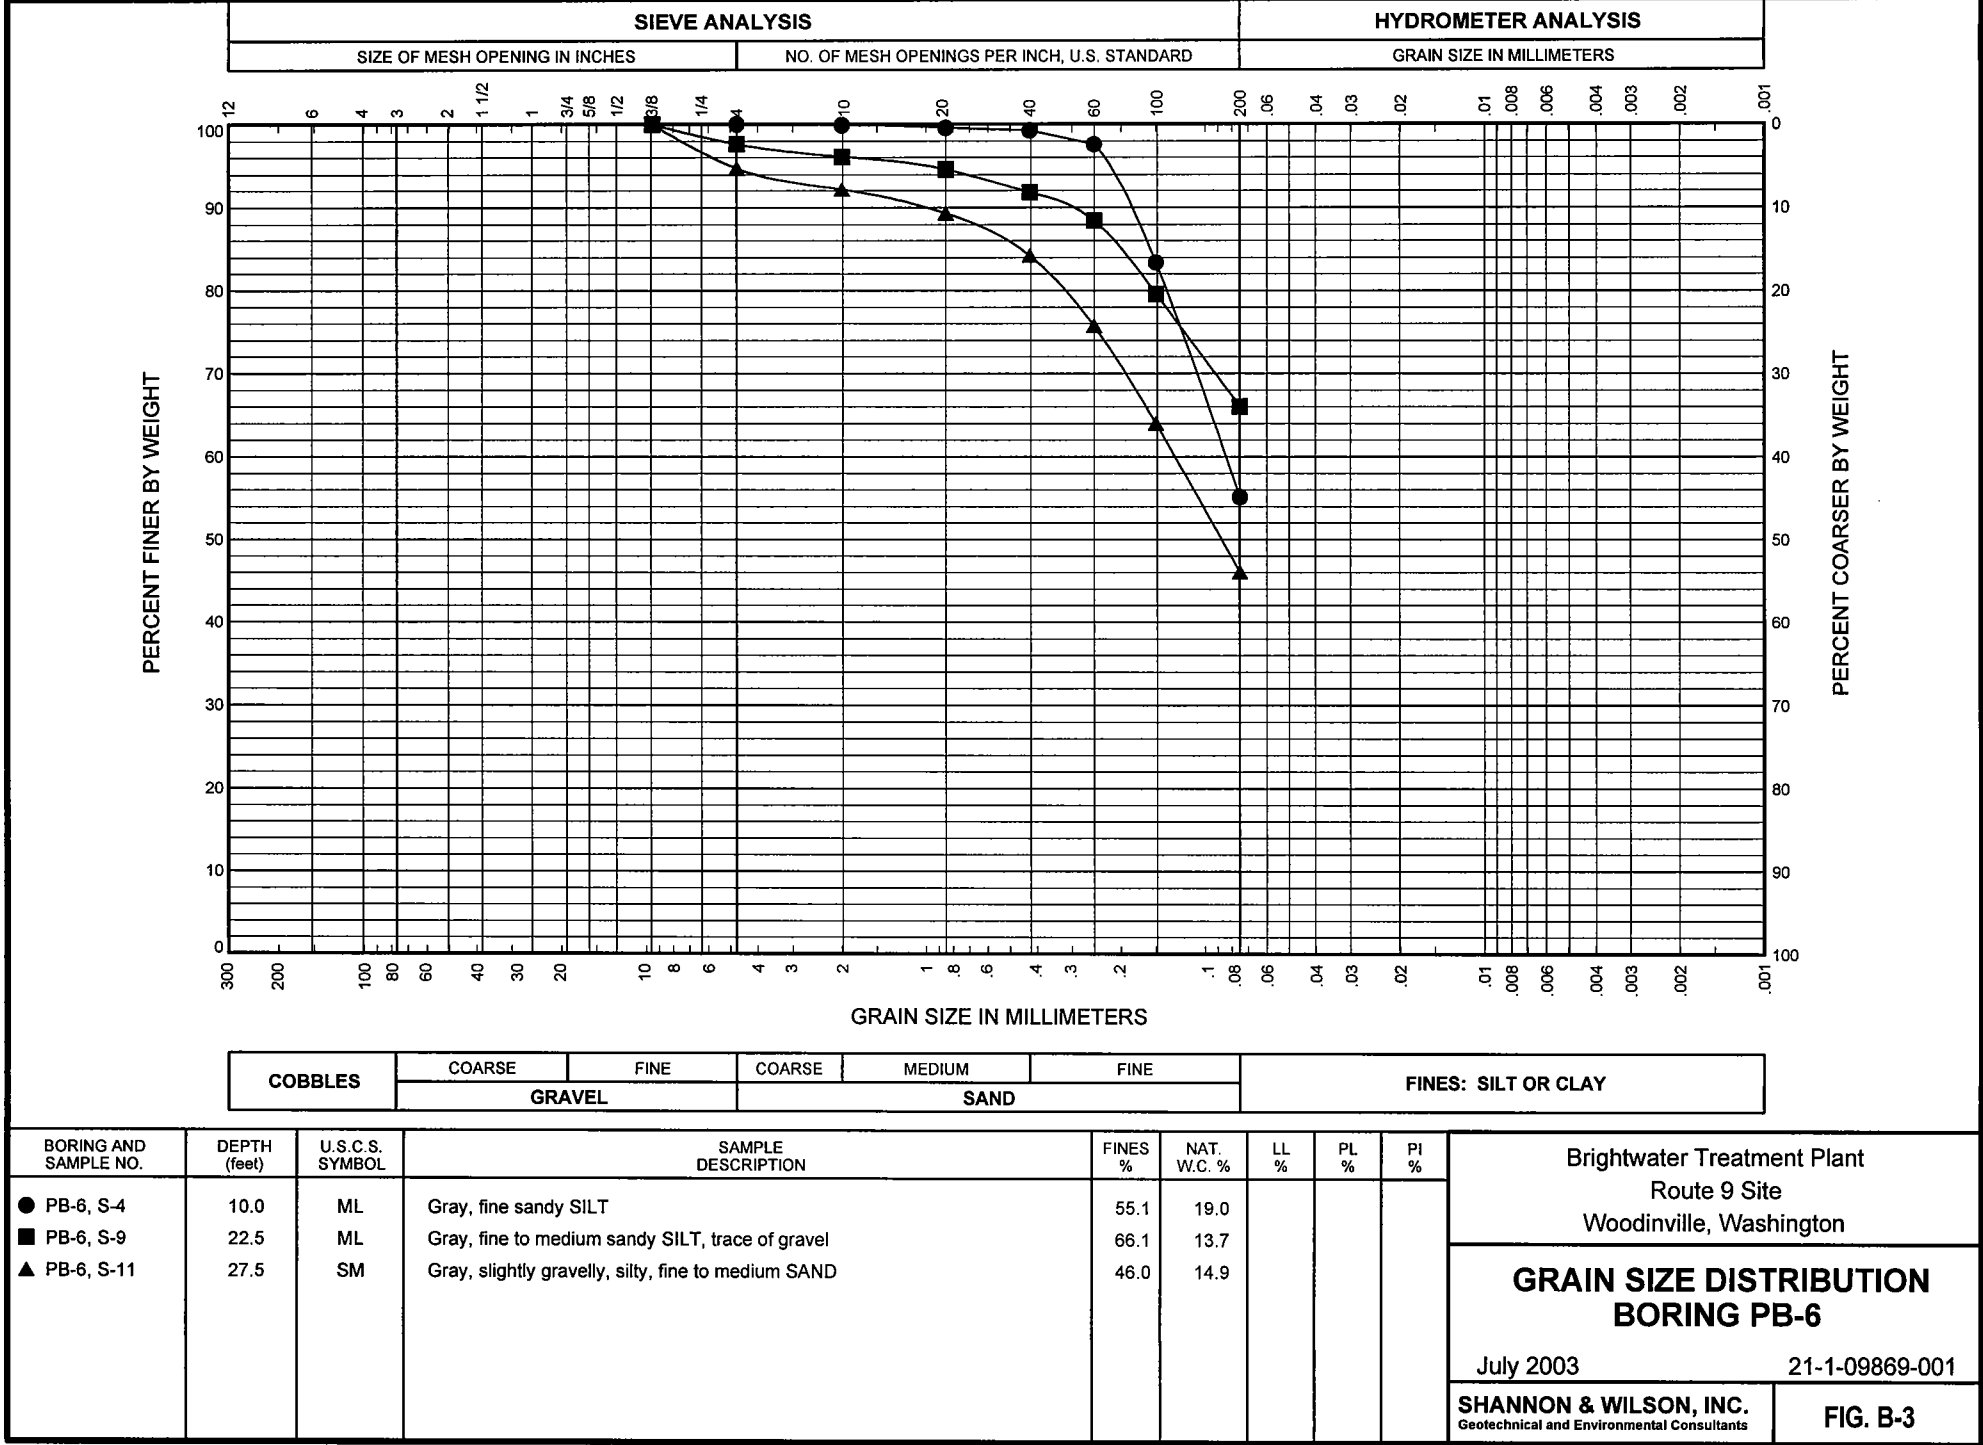 SIEVE ANALYSIS
HYDROMETER ANALYSIS
SIZE OF MESH OPENING IN INCHES
NO. OF MESH OPENINGS PER INCH, U.S. STANDARD
GRAIN SIZE IN MILLIMETERS
12 6 4 3 2 1 1/2 1 3/4 5/8 1/2 3/8 1/4 4 10 20 40 60 100 200 .06 .04 .03 .02 .01 .008 .006 .004 .003 .002 .001
PERCENT FINER BY WEIGHT
100
90
80
70
60
50
40
30
20
10
0
0
10
20
30
40
50
60
70
80
90
100
PERCENT COARSER BY WEIGHT
300 200 100 80 60 40 30 20 10 8 6 4 3 2 1 .8 .6 .4 .3 .2 .1 .08 .06 .04 .03 .02 .01 .008 .006 .004 .003 .002 .001
GRAIN SIZE IN MILLIMETERS
COBBLES
COARSE FINE
GRAVEL
COARSE MEDIUM FINE
SAND
FINES: SILT OR CLAY
BORING AND
SAMPLE NO.
DEPTH
(feet)
U.S.C.S.
SYMBOL
SAMPLE
DESCRIPTION
FINES
%
NAT.
W.C. %
LL
%
PL
%
PI
%
● PB-6, S-4 10.0 ML Gray, fine sandy SILT 55.1 19.0
■ PB-6, S-9 22.5 ML Gray, fine to medium sandy SILT, trace of gravel 66.1 13.7
▲ PB-6, S-11 27.5 SM Gray, slightly gravelly, silty, fine to medium SAND 46.0 14.9
Brightwater Treatment Plant
Route 9 Site
Woodinville, Washington
GRAIN SIZE DISTRIBUTION
BORING PB-6
July 2003 21-1-09869-001
SHANNON & WILSON, INC.
Geotechnical and Environmental Consultants
FIG. B-3